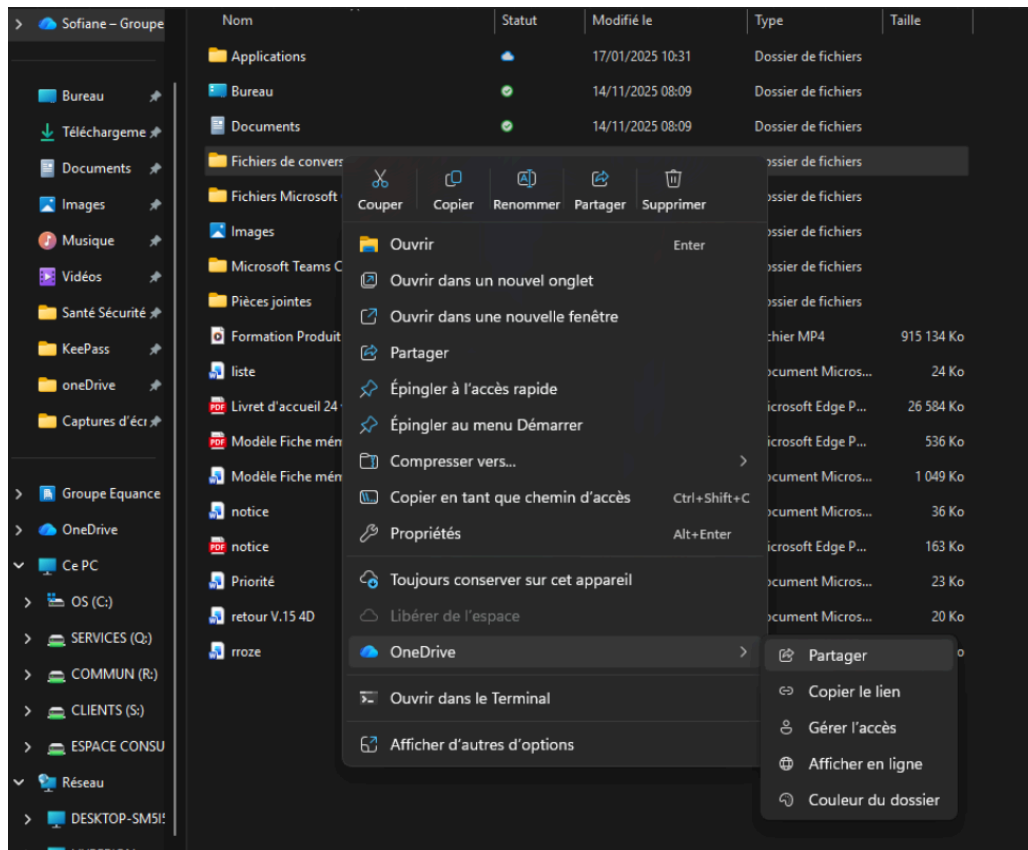 Sofiane – Groupe
Bureau
Téléchargeme
Documents
Images
Musique
Vidéos
Santé Sécurité
KeePass
oneDrive
Captures d'écr
Groupe Equance
OneDrive
Ce PC
OS (C:)
SERVICES (Q:)
COMMUN (R:)
CLIENTS (S:)
ESPACE CONSU
Réseau
DESKTOP-SM5I5
Nom Statut Modifié le Type Taille
Applications 17/01/2025 10:31 Dossier de fichiers
Bureau 14/11/2025 08:09 Dossier de fichiers
Documents 14/11/2025 08:09 Dossier de fichiers
Fichiers de convers ossier de fichiers
Fichiers Microsoft ossier de fichiers
Images ossier de fichiers
Microsoft Teams C ossier de fichiers
Pièces jointes ossier de fichiers
Formation Produit chier MP4 915 134 Ko
liste ocument Micros... 24 Ko
Livret d'accueil 24 icrosoft Edge P... 26 584 Ko
Modèle Fiche mém icrosoft Edge P... 536 Ko
Modèle Fiche mém ocument Micros... 1 049 Ko
notice ocument Micros... 36 Ko
notice icrosoft Edge P... 163 Ko
Priorité ocument Micros... 23 Ko
retour V.15 4D ocument Micros... 20 Ko
rroze
Couper Copier Renommer Partager Supprimer
Ouvrir Enter
Ouvrir dans un nouvel onglet
Ouvrir dans une nouvelle fenêtre
Partager
Épingler à l'accès rapide
Épingler au menu Démarrer
Compresser vers...
Copier en tant que chemin d'accès Ctrl+Shift+C
Propriétés Alt+Enter
Toujours conserver sur cet appareil
Libérer de l'espace
OneDrive
Ouvrir dans le Terminal
Afficher d'autres d'options
Partager
Copier le lien
Gérer l'accès
Afficher en ligne
Couleur du dossier